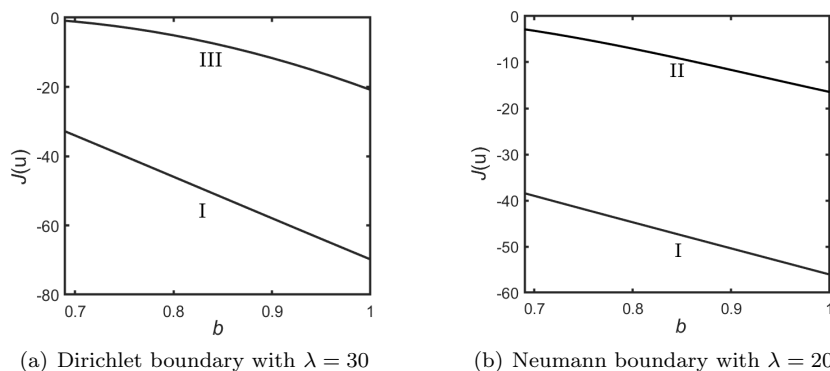 0
-20
-40
-60
-80
J(u)
III
I
0.7
0.8
0.9
1
b
(a) Dirichlet boundary with λ = 30
0
-10
-20
-30
-40
-50
-60
J(u)
II
I
0.7
0.8
0.9
1
b
(b) Neumann boundary with λ = 20